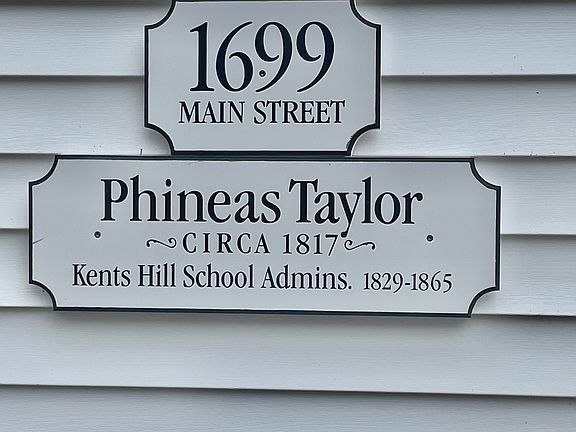 1699
MAIN STREET
Phineas Taylor
CIRCA 1817
Kents Hill School Admins. 1829-1865